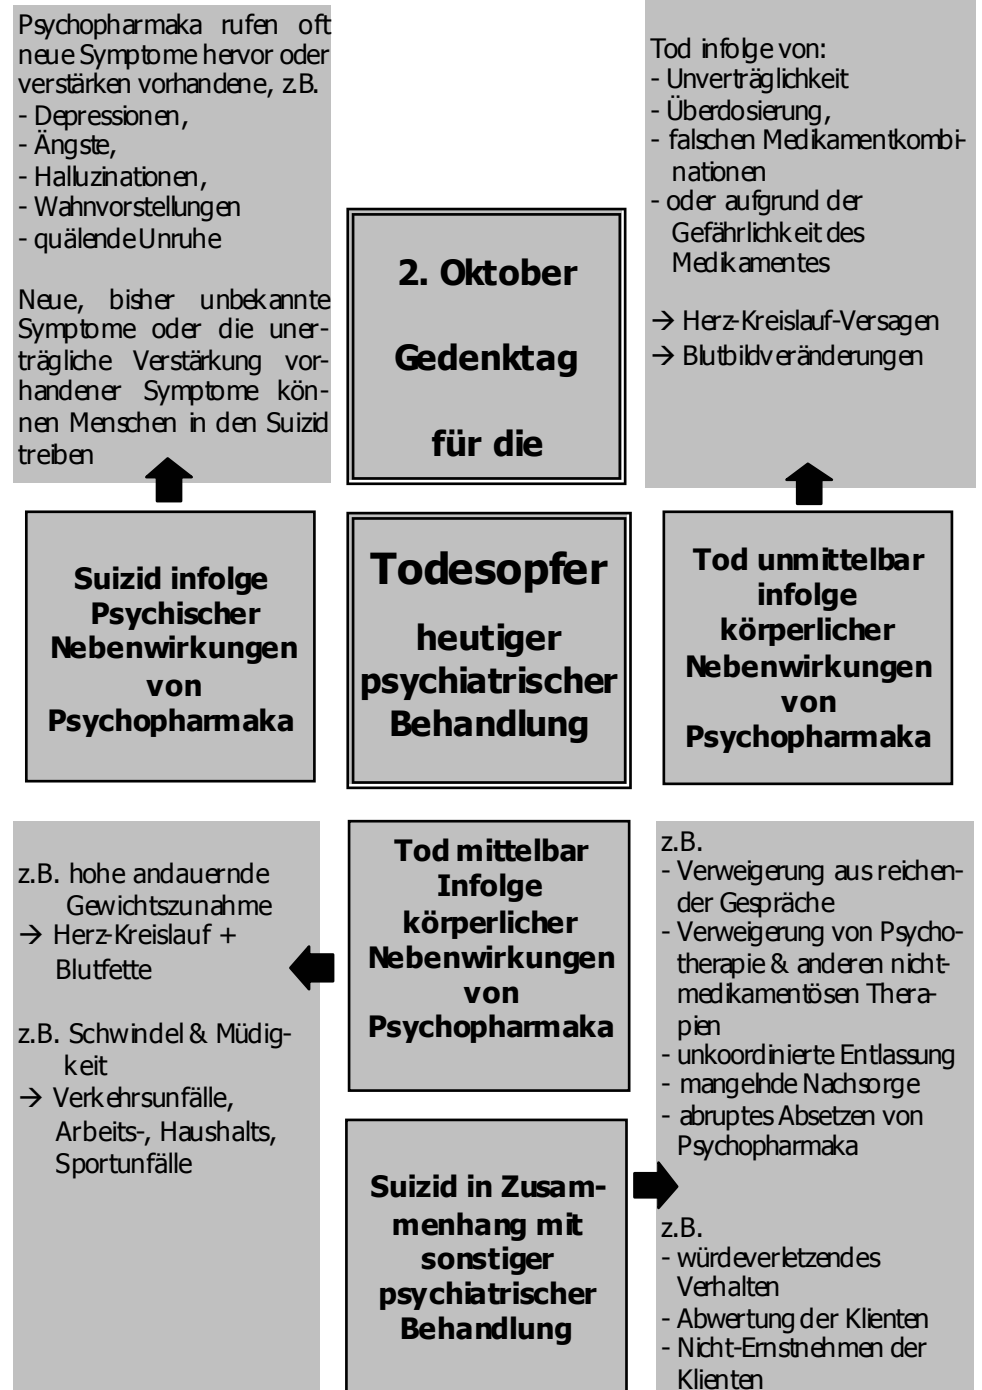 Psychopharmaka rufen oft
neue Symptome hervor oder
verstärken vorhandene, z.B.
- Depressionen,
- Ängste,
- Halluzinationen,
- Wahnvorstellungen
- quälende Unruhe
Neue, bisher unbekannte
Symptome oder die uner-
trägliche Verstärkung vor-
handener Symptome kön-
nen Menschen in den Suizid
treiben
2. Oktober
Gedenktag
für die
Tod infolge von:
- Unverträglichkeit
- Überdosierung,
- falschen Medikamentkombi-
nationen
- oder aufgrund der
Gefährlichkeit des
Medikamentes
→ Herz-Kreislauf-Versagen
→ Blutbildveränderungen
Suizid infolge
Psychischer
Nebenwirkungen
von
Psychopharmaka
Todesopfer
heutiger
psychiatrischer
Behandlung
Tod unmittelbar
infolge
körperlicher
Nebenwirkungen
von
Psychopharmaka
z.B. hohe andauernde
Gewichtszunahme
→ Herz-Kreislauf +
Blutfette
z.B. Schwindel & Müdig-
keit
→ Verkehrsunfälle,
Arbeits-, Haushalts,
Sportunfälle
Tod mittelbar
Infolge
körperlicher
Nebenwirkungen
von
Psychopharmaka
Suizid in Zusam-
menhang mit
sonstiger
psychiatrischer
Behandlung
z.B.
- Verweigerung aus reichen-
der Gespräche
- Verweigerung von Psycho-
therapie & anderen nicht-
medikamentösen Thera-
pien
- unkoordinierte Entlassung
- mangelnde Nachsorge
- abruptes Absetzen von
Psychopharmaka
z.B.
- würdeverletzendes
Verhalten
- Abwertung der Klienten
- Nicht-Ernstnehmen der
Klienten